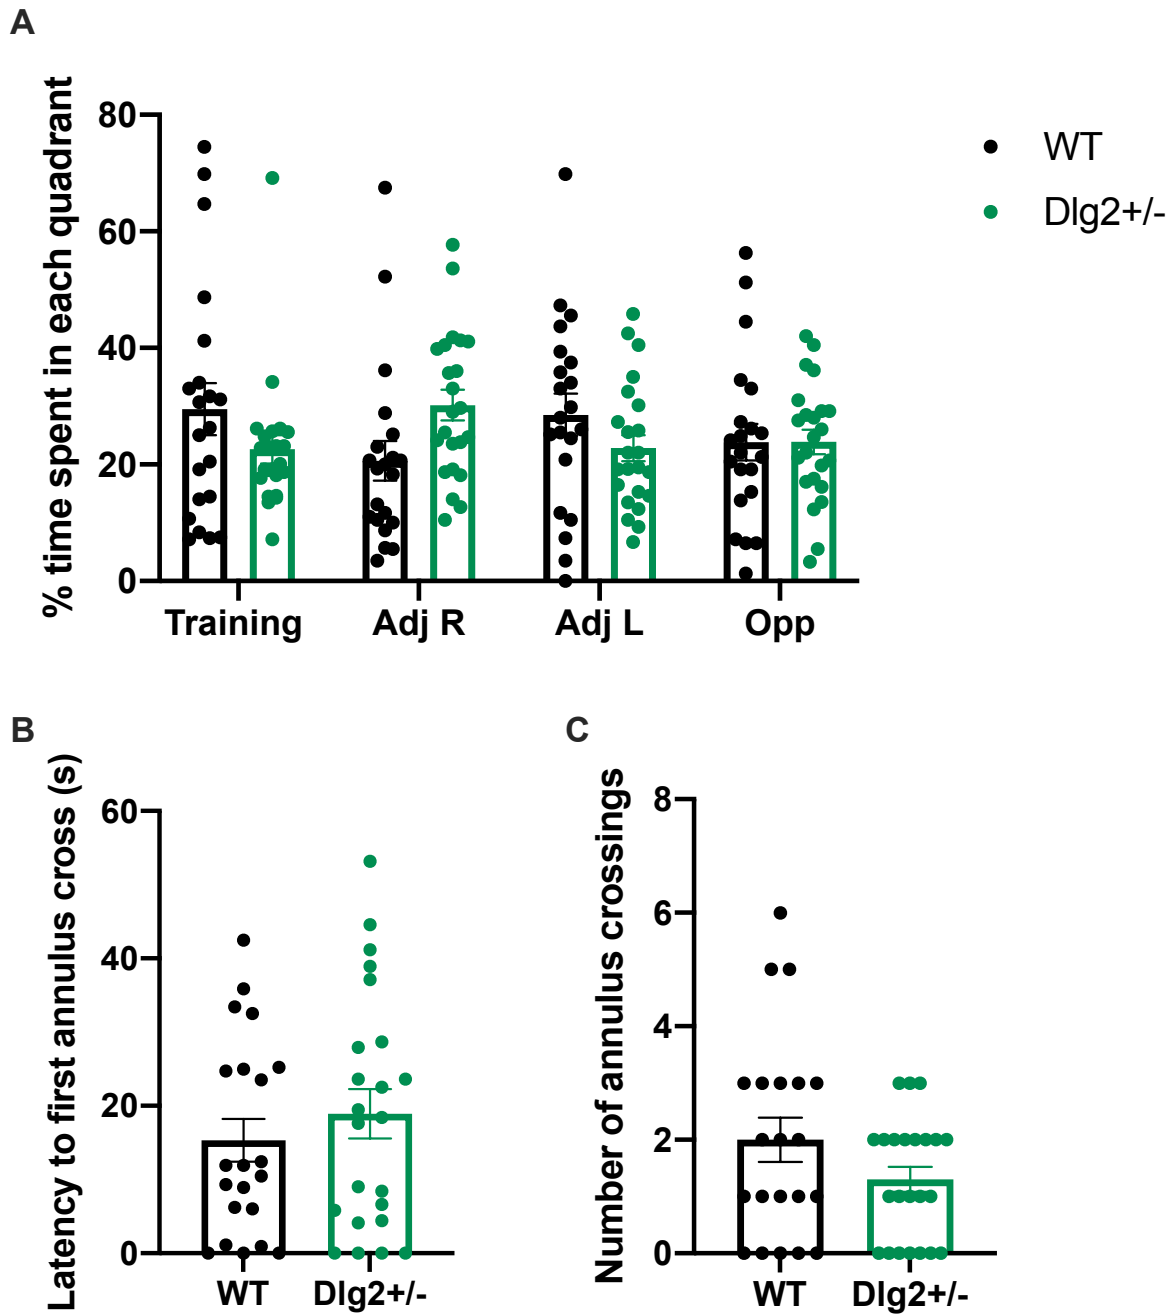 A
% time spent in each quadrant
80
60
40
20
0
Training Adj R Adj L Opp
WT
Dlg2+/-
B
Latency to first annulus cross (s)
60
40
20
0
WT Dlg2+/-
C
Number of annulus crossings
8
6
4
2
0
WT Dlg2+/-